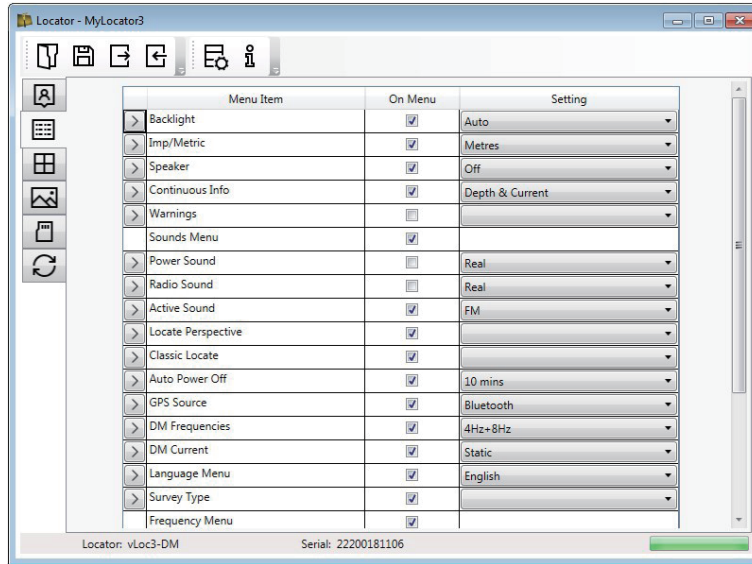 Locator - MyLocator3
Menu Item On Menu Setting
Backlight Auto
Imp/Metric Metres
Speaker Off
Continuous Info Depth & Current
Warnings
Sounds Menu
Power Sound Real
Radio Sound Real
Active Sound FM
Locate Perspective
Classic Locate
Auto Power Off 10 mins
GPS Source Bluetooth
DM Frequencies 4Hz+8Hz
DM Current Static
Language Menu English
Survey Type
Frequency Menu
Locator: vLoc3-DM Serial: 22200181106